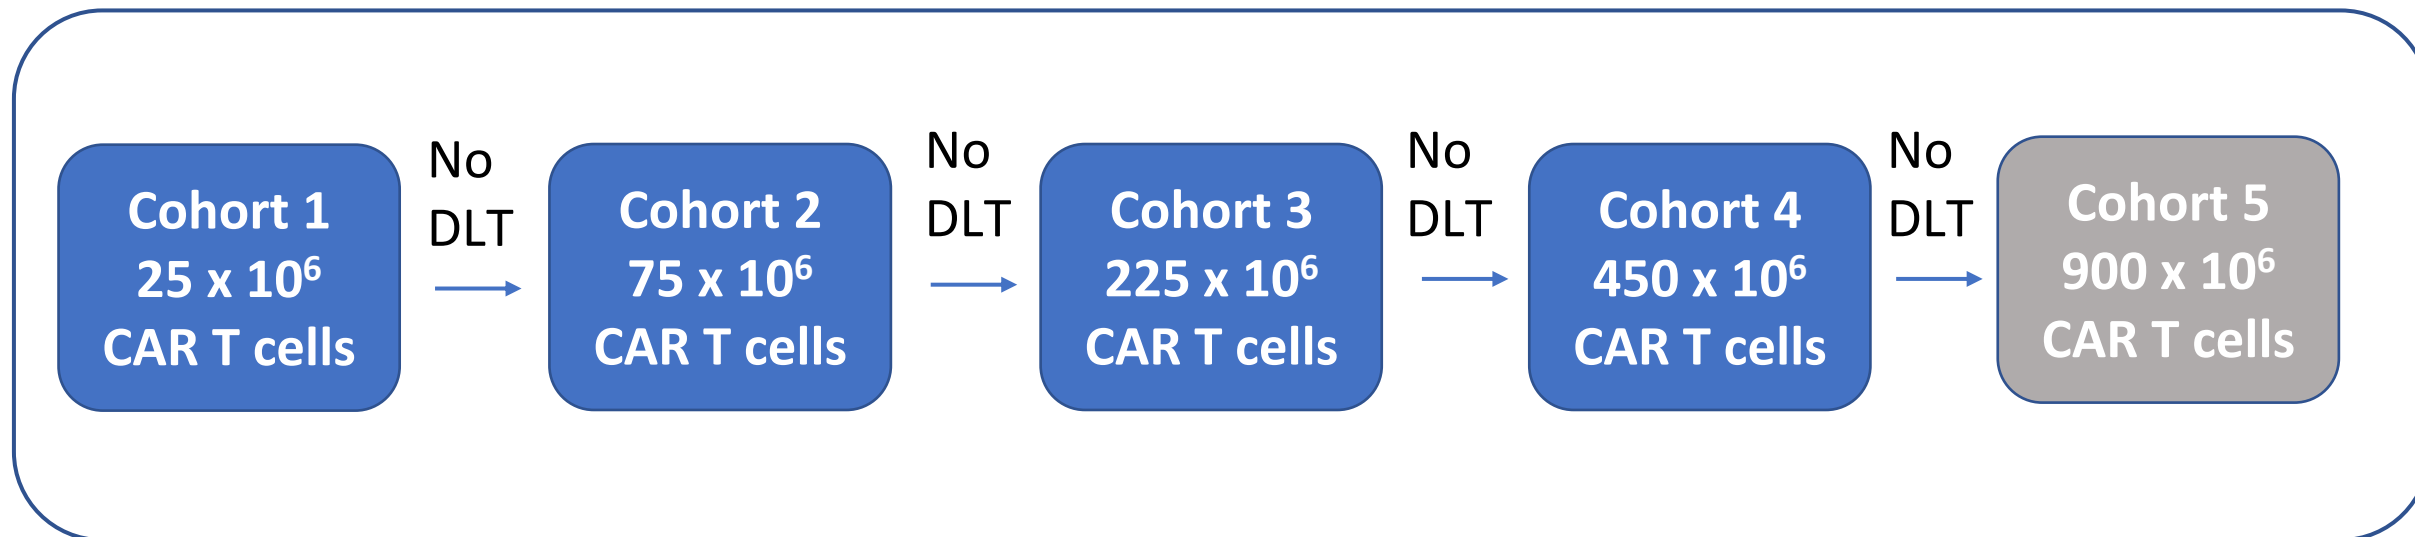 Cohort 1
25 x 10⁶
CAR T cells
No
DLT
Cohort 2
75 x 10⁶
CAR T cells
No
DLT
Cohort 3
225 x 10⁶
CAR T cells
No
DLT
Cohort 4
450 x 10⁶
CAR T cells
No
DLT
Cohort 5
900 x 10⁶
CAR T cells